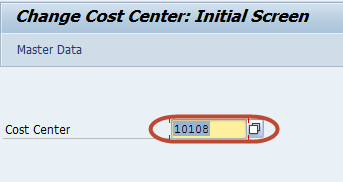 Change Cost Center: Initial Screen
Master Data
Cost Center 10108